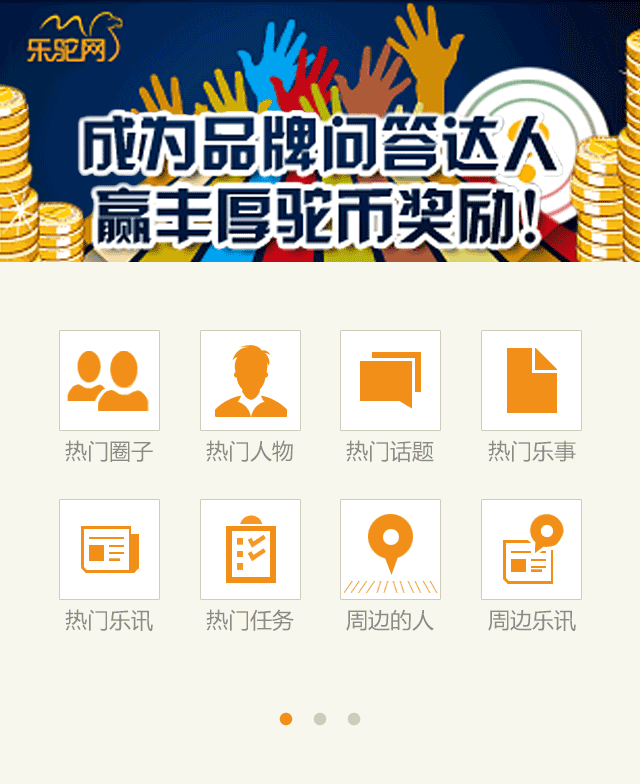 乐驼网
成为品牌问答达人
赢丰厚驼币奖励!
热门圈子 热门人物 热门话题 热门乐事
热门乐讯 热门任务 周边的人 周边乐讯